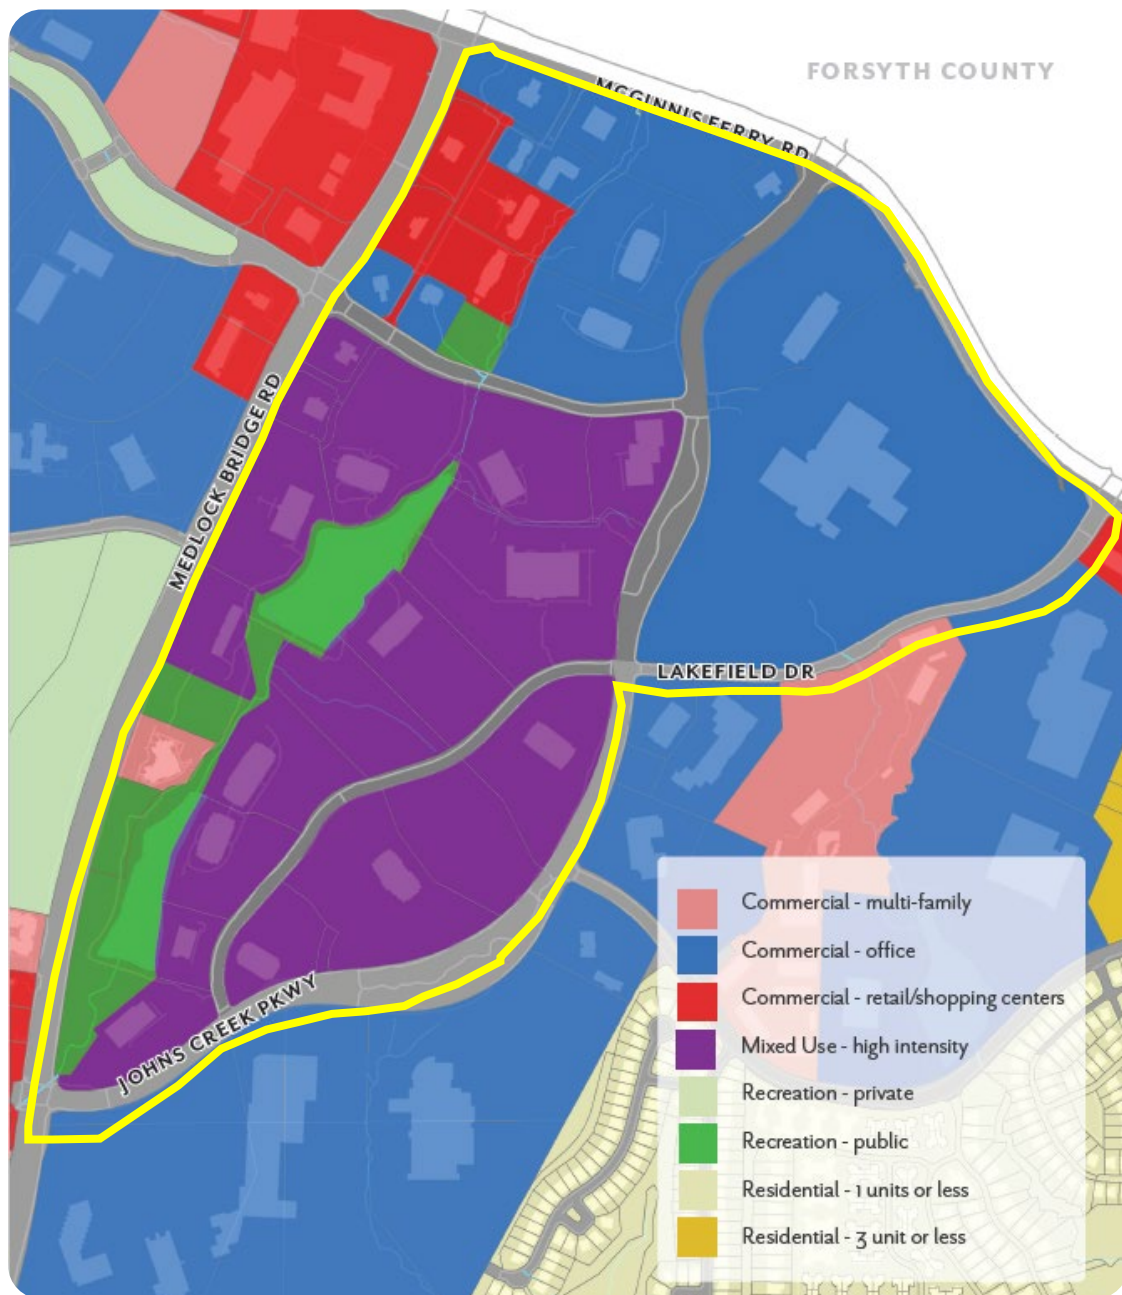 FORSYTH COUNTY
MCGINNIS FERRY RD
MEDLOCK BRIDGE RD
LAKEFIELD DR
JOHNS CREEK PKWY
Commercial - multi-family
Commercial - office
Commercial - retail/shopping centers
Mixed Use - high intensity
Recreation - private
Recreation - public
Residential - 1 units or less
Residential - 3 unit or less